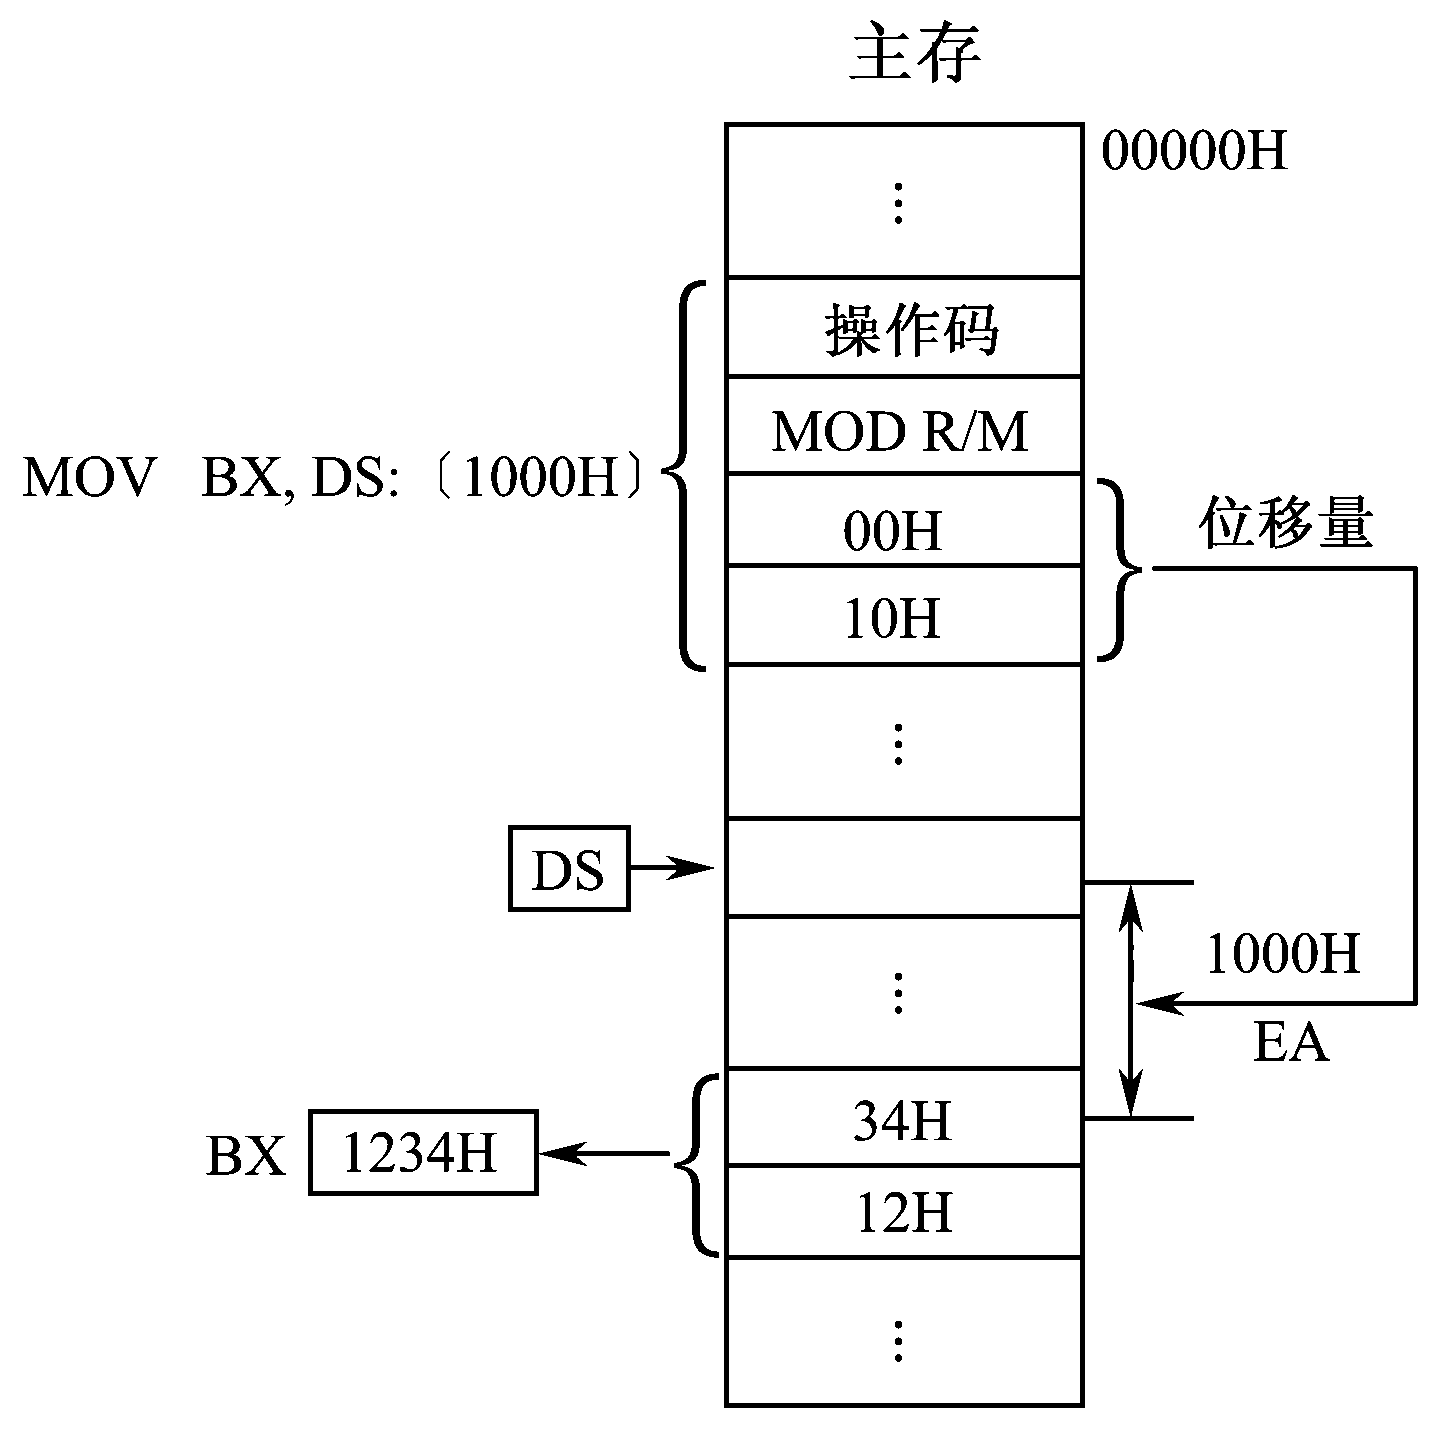 主存
00000H
⋮
操作码
MOD R/M
MOV BX, DS:〔1000H〕
00H
位移量
10H
⋮
DS
1000H
⋮
EA
34H
BX 1234H
12H
⋮